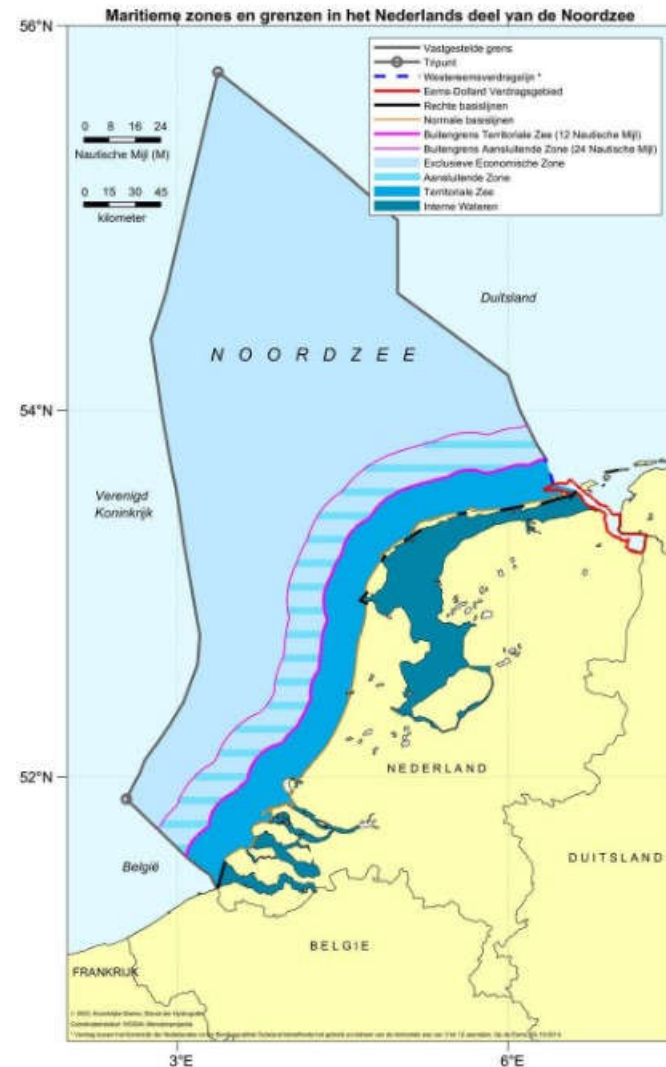 Maritieme zones en grenzen in het Nederlands deel van de Noordzee
56°N
Vastgestelde grens
Tripunt
Westereemsverdragslijn *
Eems-Dollard Verdragsgebied
Rechte basislijnen
Normale basislijnen
Buitengrens Territoriale Zee (12 Nautische Mijl)
Buitengrens Aansluitende Zone (24 Nautische Mijl)
Exclusieve Economische Zone
Aansluitende Zone
Territoriale Zee
Interne Wateren
0 8 16 24
Nautische Mijl (M)
0 15 30 45
kilometer
Duitsland
NOORDZEE
54°N
Verenigd
Koninkrijk
52°N
NEDERLAND
België
DUITSLAND
BELGIE
FRANKRIJK
3°E
6°E